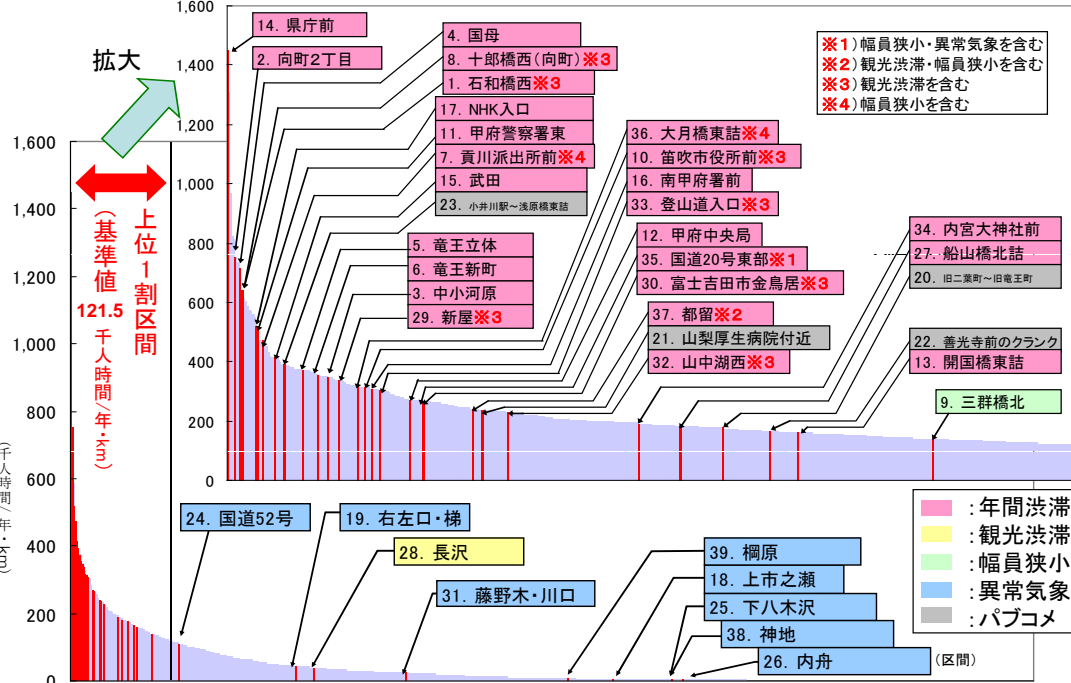 1,600
1,400
1,200
1,000
800
600
400
200
0
14. 県庁前
2. 向町2丁目
4. 国母
8. 十郎橋西(向町)※3
1. 石和橋西※3
17. NHK入口
11. 甲府警察署東
7. 貢川派出所前※4
15. 武田
23. 小井川駅～浅原橋東詰
5. 竜王立体
6. 竜王新町
3. 中小河原
29. 新屋※3
36. 大月橋東詰※4
10. 笛吹市役所前※3
16. 南甲府署前
33. 登山道入口※3
12. 甲府中央局
35. 国道20号東部※1
30. 富士吉田市金鳥居※3
37. 都留※2
21. 山梨厚生病院付近
32. 山中湖西※3
34. 内宮大神社前
27. 船山橋北詰
20. 旧二葉町～旧竜王町
22. 善光寺前のクランク
13. 開国橋東詰
9. 三群橋北
※1)幅員狭小・異常気象を含む
※2)観光渋滞・幅員狭小を含む
※3)観光渋滞を含む
※4)幅員狭小を含む
拡大
1,600
1,400
1,200
1,000
800
600
400
200
0
(千人時間/年・km)
上位1割区間
(基準値
121.5
千人時間/年・km)
24. 国道52号
19. 右左口・梯
28. 長沢
31. 藤野木・川口
39. 棡原
18. 上市之瀬
25. 下八木沢
38. 神地
26. 内舟
(区間)
:年間渋滞
:観光渋滞
:幅員狭小
:異常気象
:パブコメ